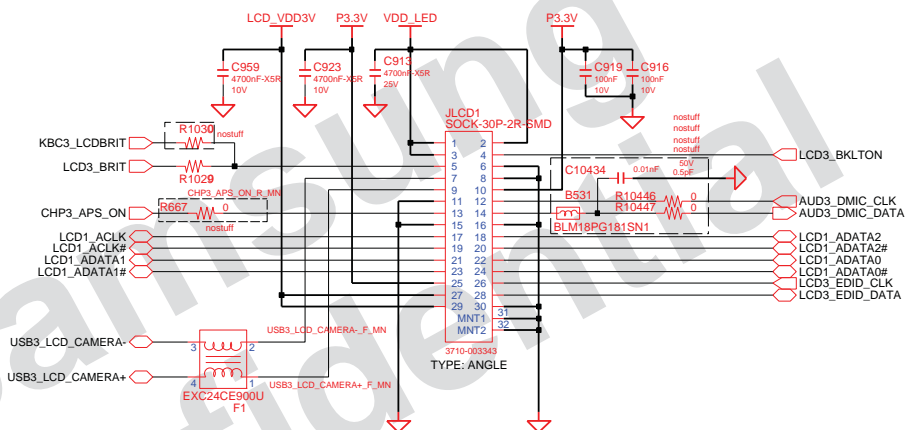 LCD_VDD3V P3.3V VDD_LED P3.3V
C959
4700nF-X5R
10V
C923
4700nF-X5R
10V
C913
4700nF-X5R
25V
C919
100nF
10V
C916
100nF
10V
JLCD1
SOCK-30P-2R-SMD
KBC3_LCDBRIT
R1030
nostuff
LCD3_BRIT
R1029
CHP3_APS_ON_R_MN
CHP3_APS_ON
R667
0
nostuff
LCD1_ACLK
LCD1_ACLK#
LCD1_ADATA1
LCD1_ADATA1#
1 2
3 4
5 6
7 8
9 10
11 12
13 14
15 16
17 18
19 20
21 22
23 24
25 26
27 28
29 30
MNT1 31
MNT2 32
3710-003343
TYPE: ANGLE
nostuff
nostuff
nostuff
nostuff
LCD3_BKLTON
C10434
0.01nF
50V
0.5pF
B531
BLM18PG181SN1
R10446 0
R10447 0
AUD3_DMIC_CLK
AUD3_DMIC_DATA
LCD1_ADATA2
LCD1_ADATA2#
LCD1_ADATA0
LCD1_ADATA0#
LCD3_EDID_CLK
LCD3_EDID_DATA
USB3_LCD_CAMERA-_F_MN
USB3_LCD_CAMERA-
3 2
USB3_LCD_CAMERA+
4 1
USB3_LCD_CAMERA+_F_MN
EXC24CE900U
F1
Samsung
fidential